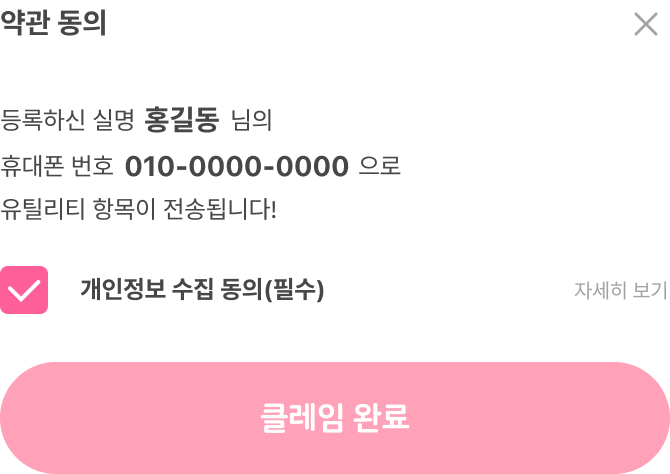 약관 동의
등록하신 실명 홍길동 님의
휴대폰 번호 010-0000-0000 으로
유틸리티 항목이 전송됩니다!
개인정보 수집 동의(필수) 자세히 보기
클레임 완료